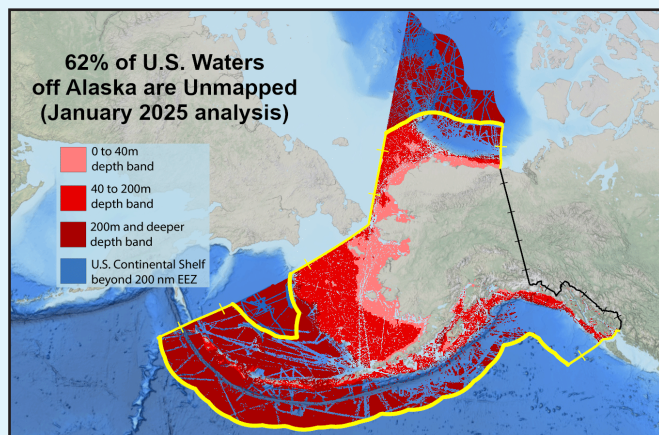 62% of U.S. Waters
off Alaska are Unmapped
(January 2025 analysis)
0 to 40m
depth band
40 to 200m
depth band
200m and deeper
depth band
U.S. Continental Shelf
beyond 200 nm EEZ